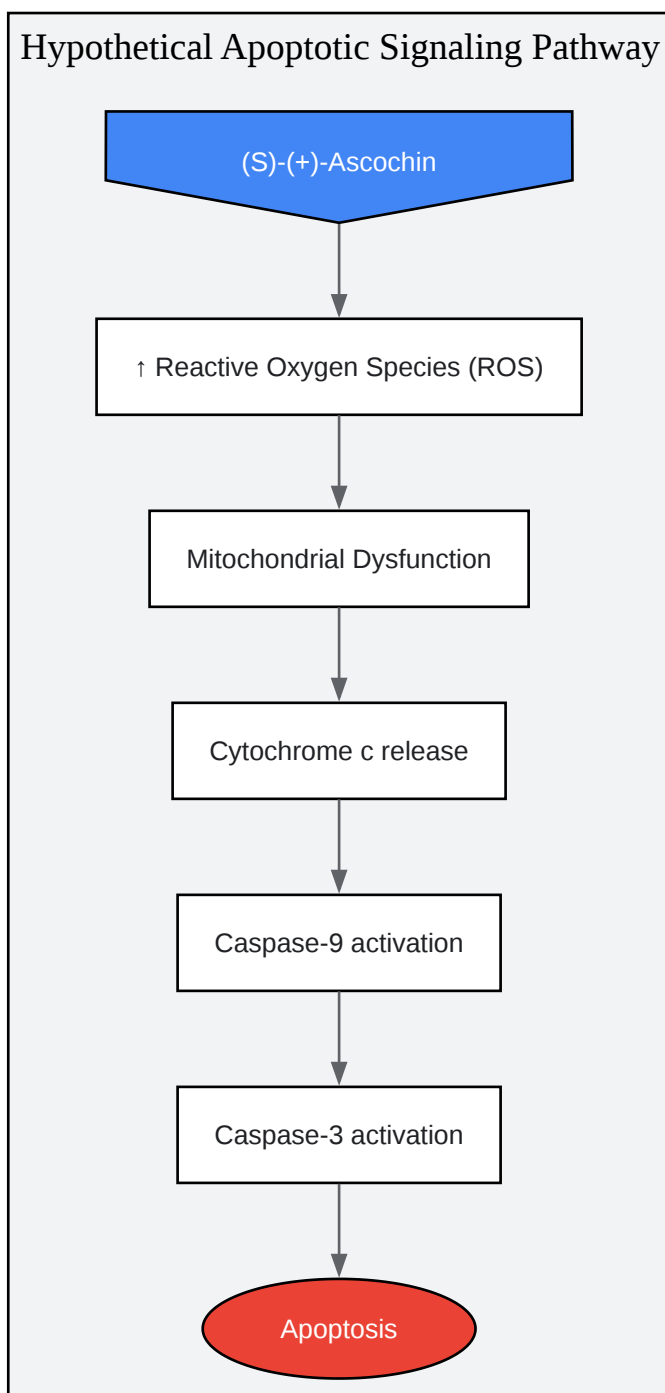 Hypothetical Apoptotic Signaling Pathway
(S)-(+)-Ascochin
↑ Reactive Oxygen Species (ROS)
Mitochondrial Dysfunction
Cytochrome c release
Caspase-9 activation
Caspase-3 activation
Apoptosis